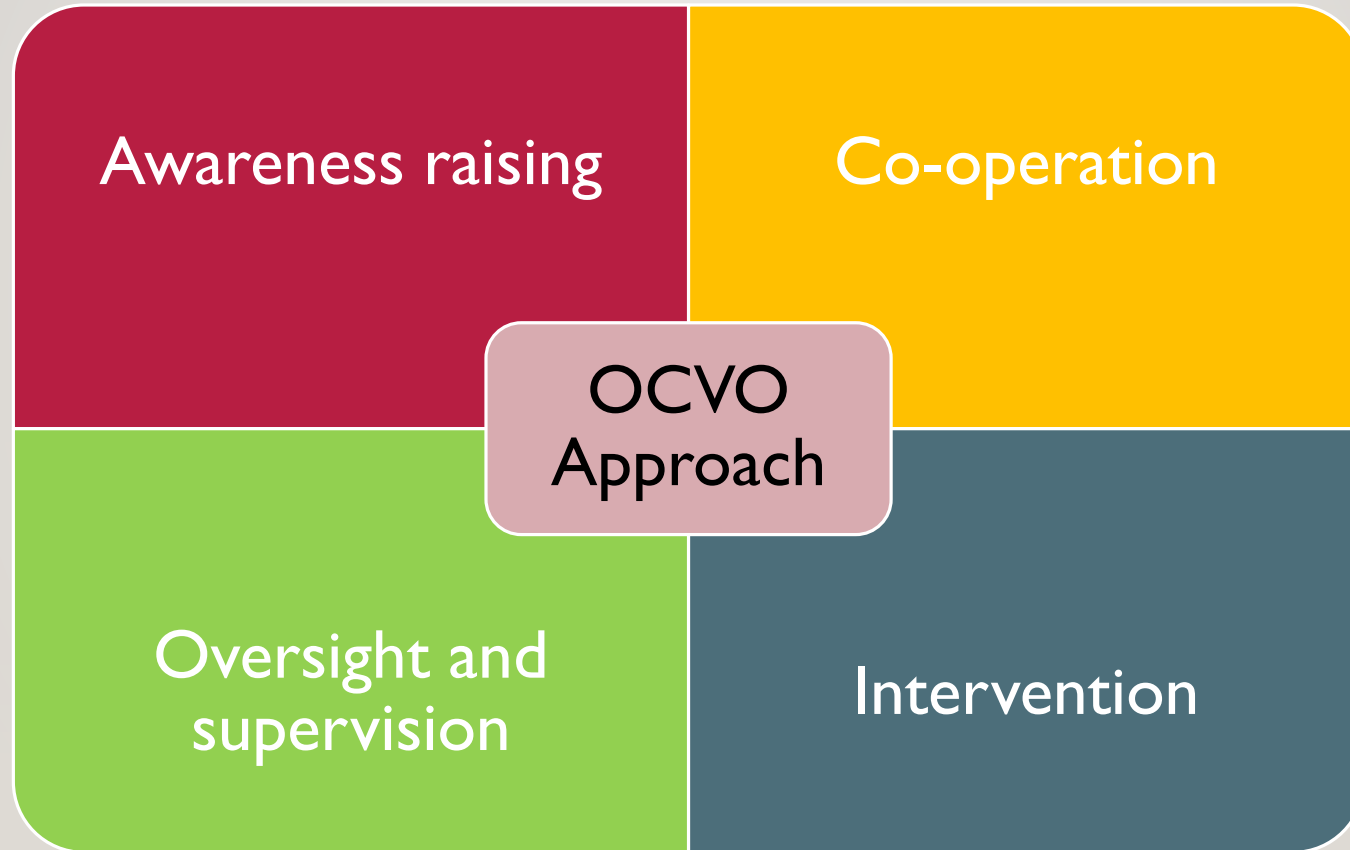 Awareness raising
Co-operation
OCVO
Approach
Oversight and
supervision
Intervention